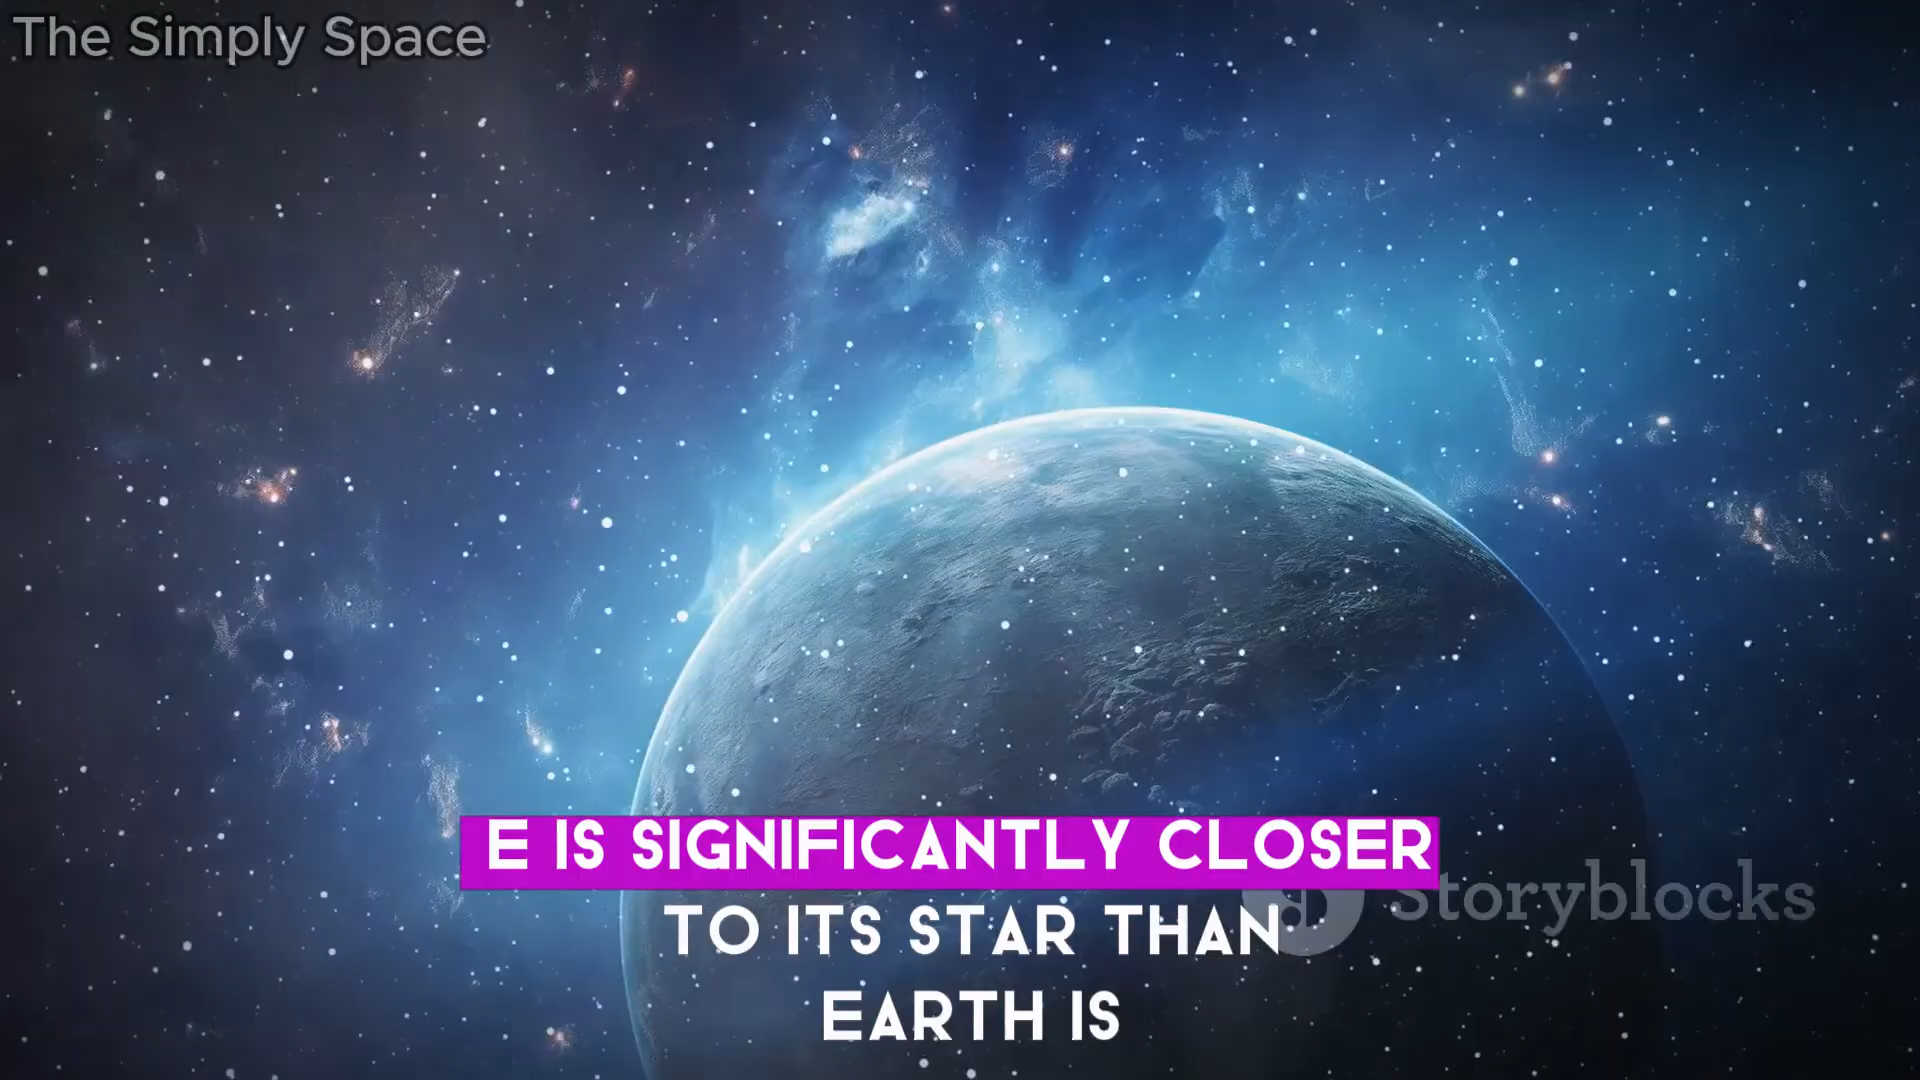 The Simply Space
E IS SIGNIFICANTLY CLOSER
TO ITS STAR THAN
EARTH IS
Storyblocks